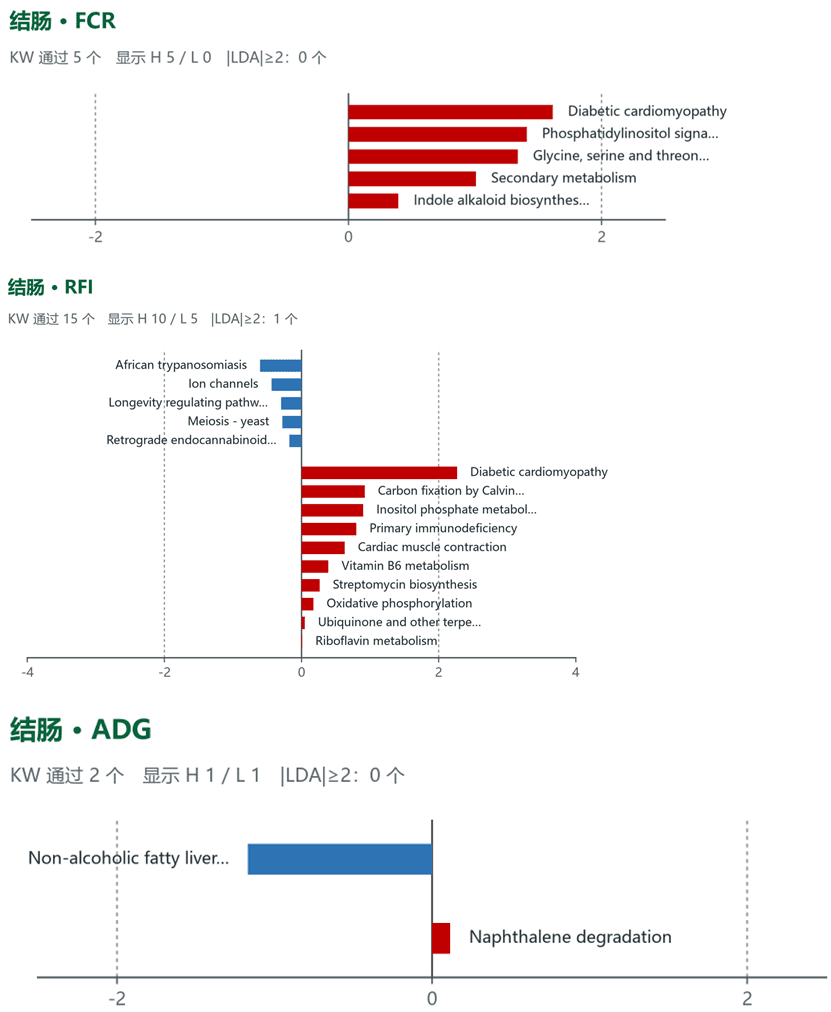 结肠 • FCR
KW 通过 5 个 显示 H 5 / L 0 |LDA|≥2：0 个
Diabetic cardiomyopathy
Phosphatidylinositol signa...
Glycine, serine and threon...
Secondary metabolism
Indole alkaloid biosynthes...
-2 0 2
结肠 • RFI
KW 通过 15 个 显示 H 10 / L 5 |LDA|≥2：1 个
African trypanosomiasis
Ion channels
Longevity regulating pathw...
Meiosis - yeast
Retrograde endocannabinoid...
Diabetic cardiomyopathy
Carbon fixation by Calvin...
Inositol phosphate metabol...
Primary immunodeficiency
Cardiac muscle contraction
Vitamin B6 metabolism
Streptomycin biosynthesis
Oxidative phosphorylation
Ubiquinone and other terpe...
Riboflavin metabolism
-4 -2 0 2 4
结肠 • ADG
KW 通过 2 个 显示 H 1 / L 1 |LDA|≥2：0 个
Non-alcoholic fatty liver...
Naphthalene degradation
-2 0 2